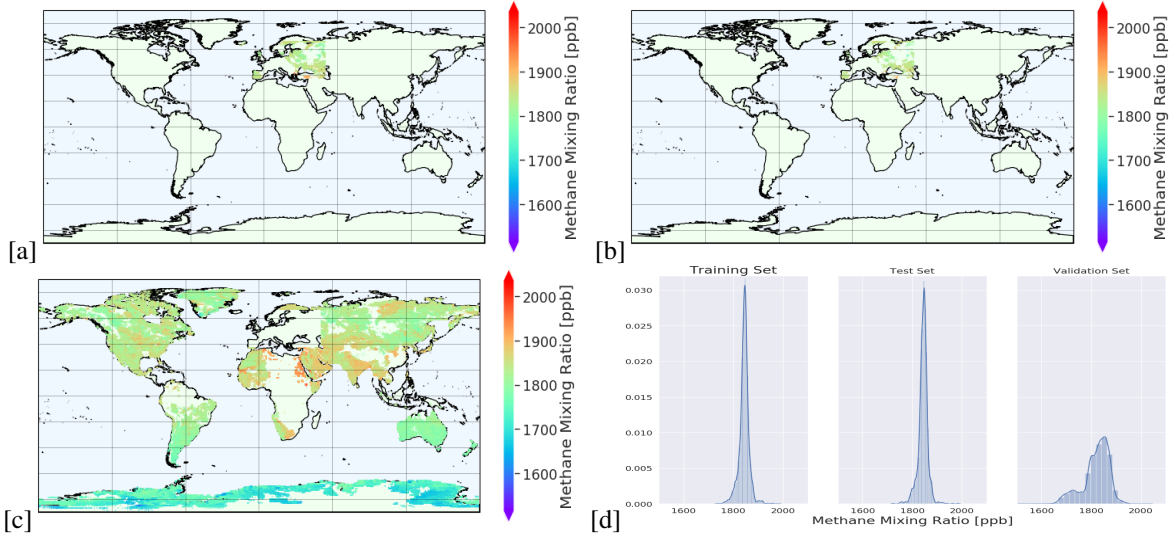 2000
1900
1800
1700
1600
Methane Mixing Ratio [ppb]
[a]
2000
1900
1800
1700
1600
Methane Mixing Ratio [ppb]
[b]
2000
1900
1800
1700
1600
Methane Mixing Ratio [ppb]
[c]
Training Set
Test Set
Validation Set
0.030
0.025
0.020
0.015
0.010
0.005
0.000
1600 1800 2000
1600 1800 2000
1600 1800 2000
Methane Mixing Ratio [ppb]
[d]